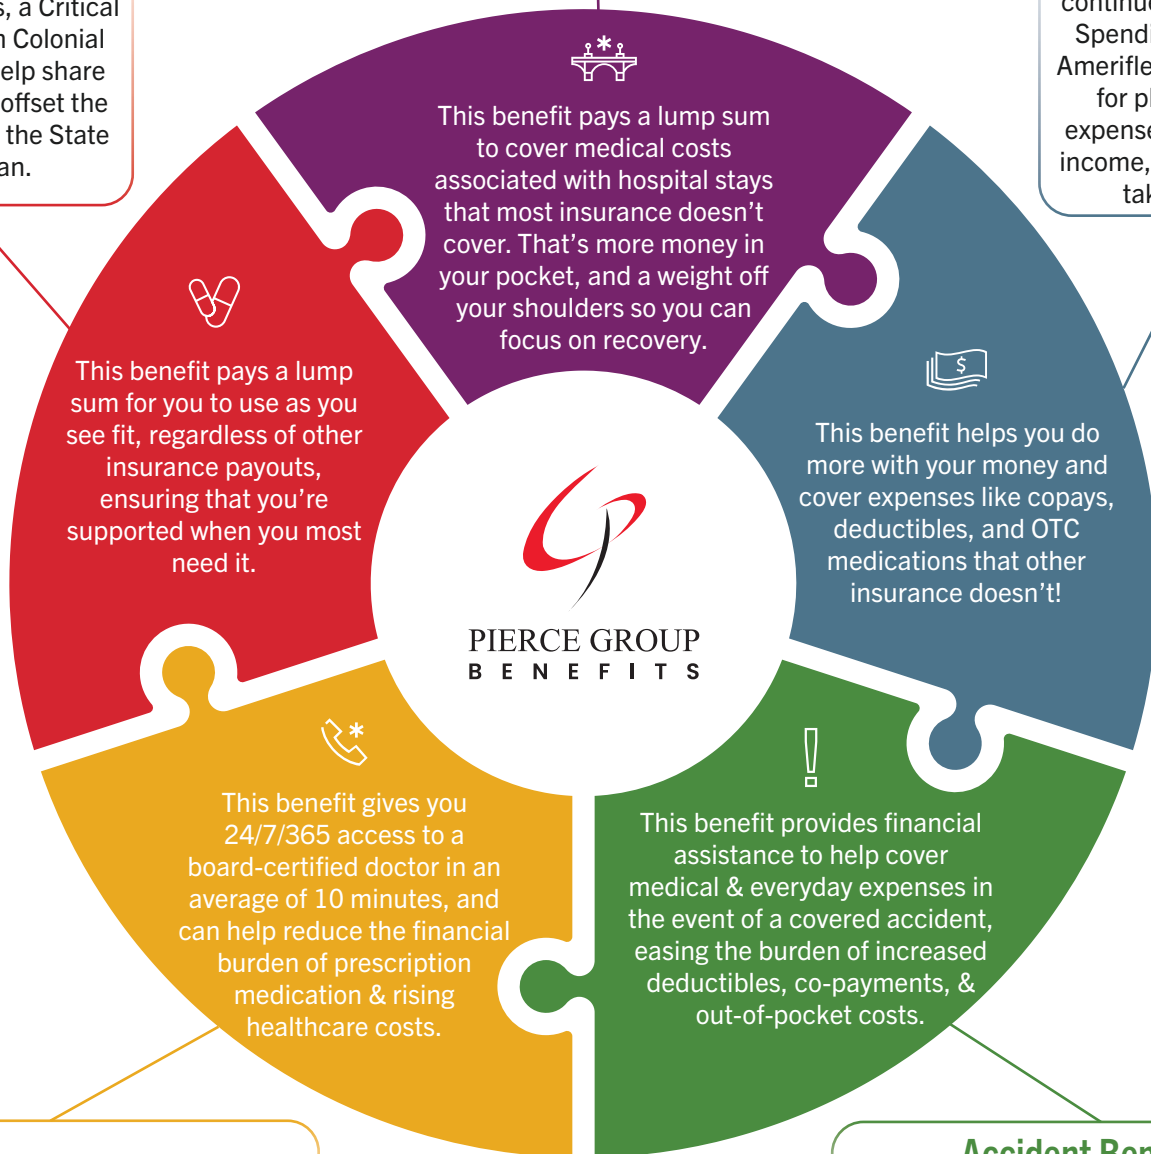 a Critical
Colonial
share
offset the
the State
This benefit pays a lump sum
to cover medical costs
associated with hospital stays
that most insurance doesn't
cover. That's more money in
your pocket, and a weight off
your shoulders so you can
focus on recovery.
for
income,
This benefit pays a lump
sum for you to use as you
see fit, regardless of other
insurance payouts,
ensuring that you're
supported when you most
need it.
$
This benefit helps you do
more with your money and
cover expenses like copays,
deductibles, and OTC
medications that other
insurance doesn't!
PIERCE GROUP
BENEFITS
This benefit gives you
24/7/365 access to a
board-certified doctor in an
average of 10 minutes, and
can help reduce the financial
burden of prescription
medication & rising
healthcare costs.
This benefit provides financial
assistance to help cover
medical & everyday expenses in
the event of a covered accident,
easing the burden of increased
deductibles, co-payments, &
out-of-pocket costs.
Accident